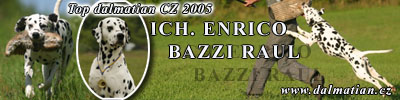 Top dalmatian CZ 2005
ICH. ENRICO
BAZZI RAUL
BAZZI RAUL
www.dalmatian.cz